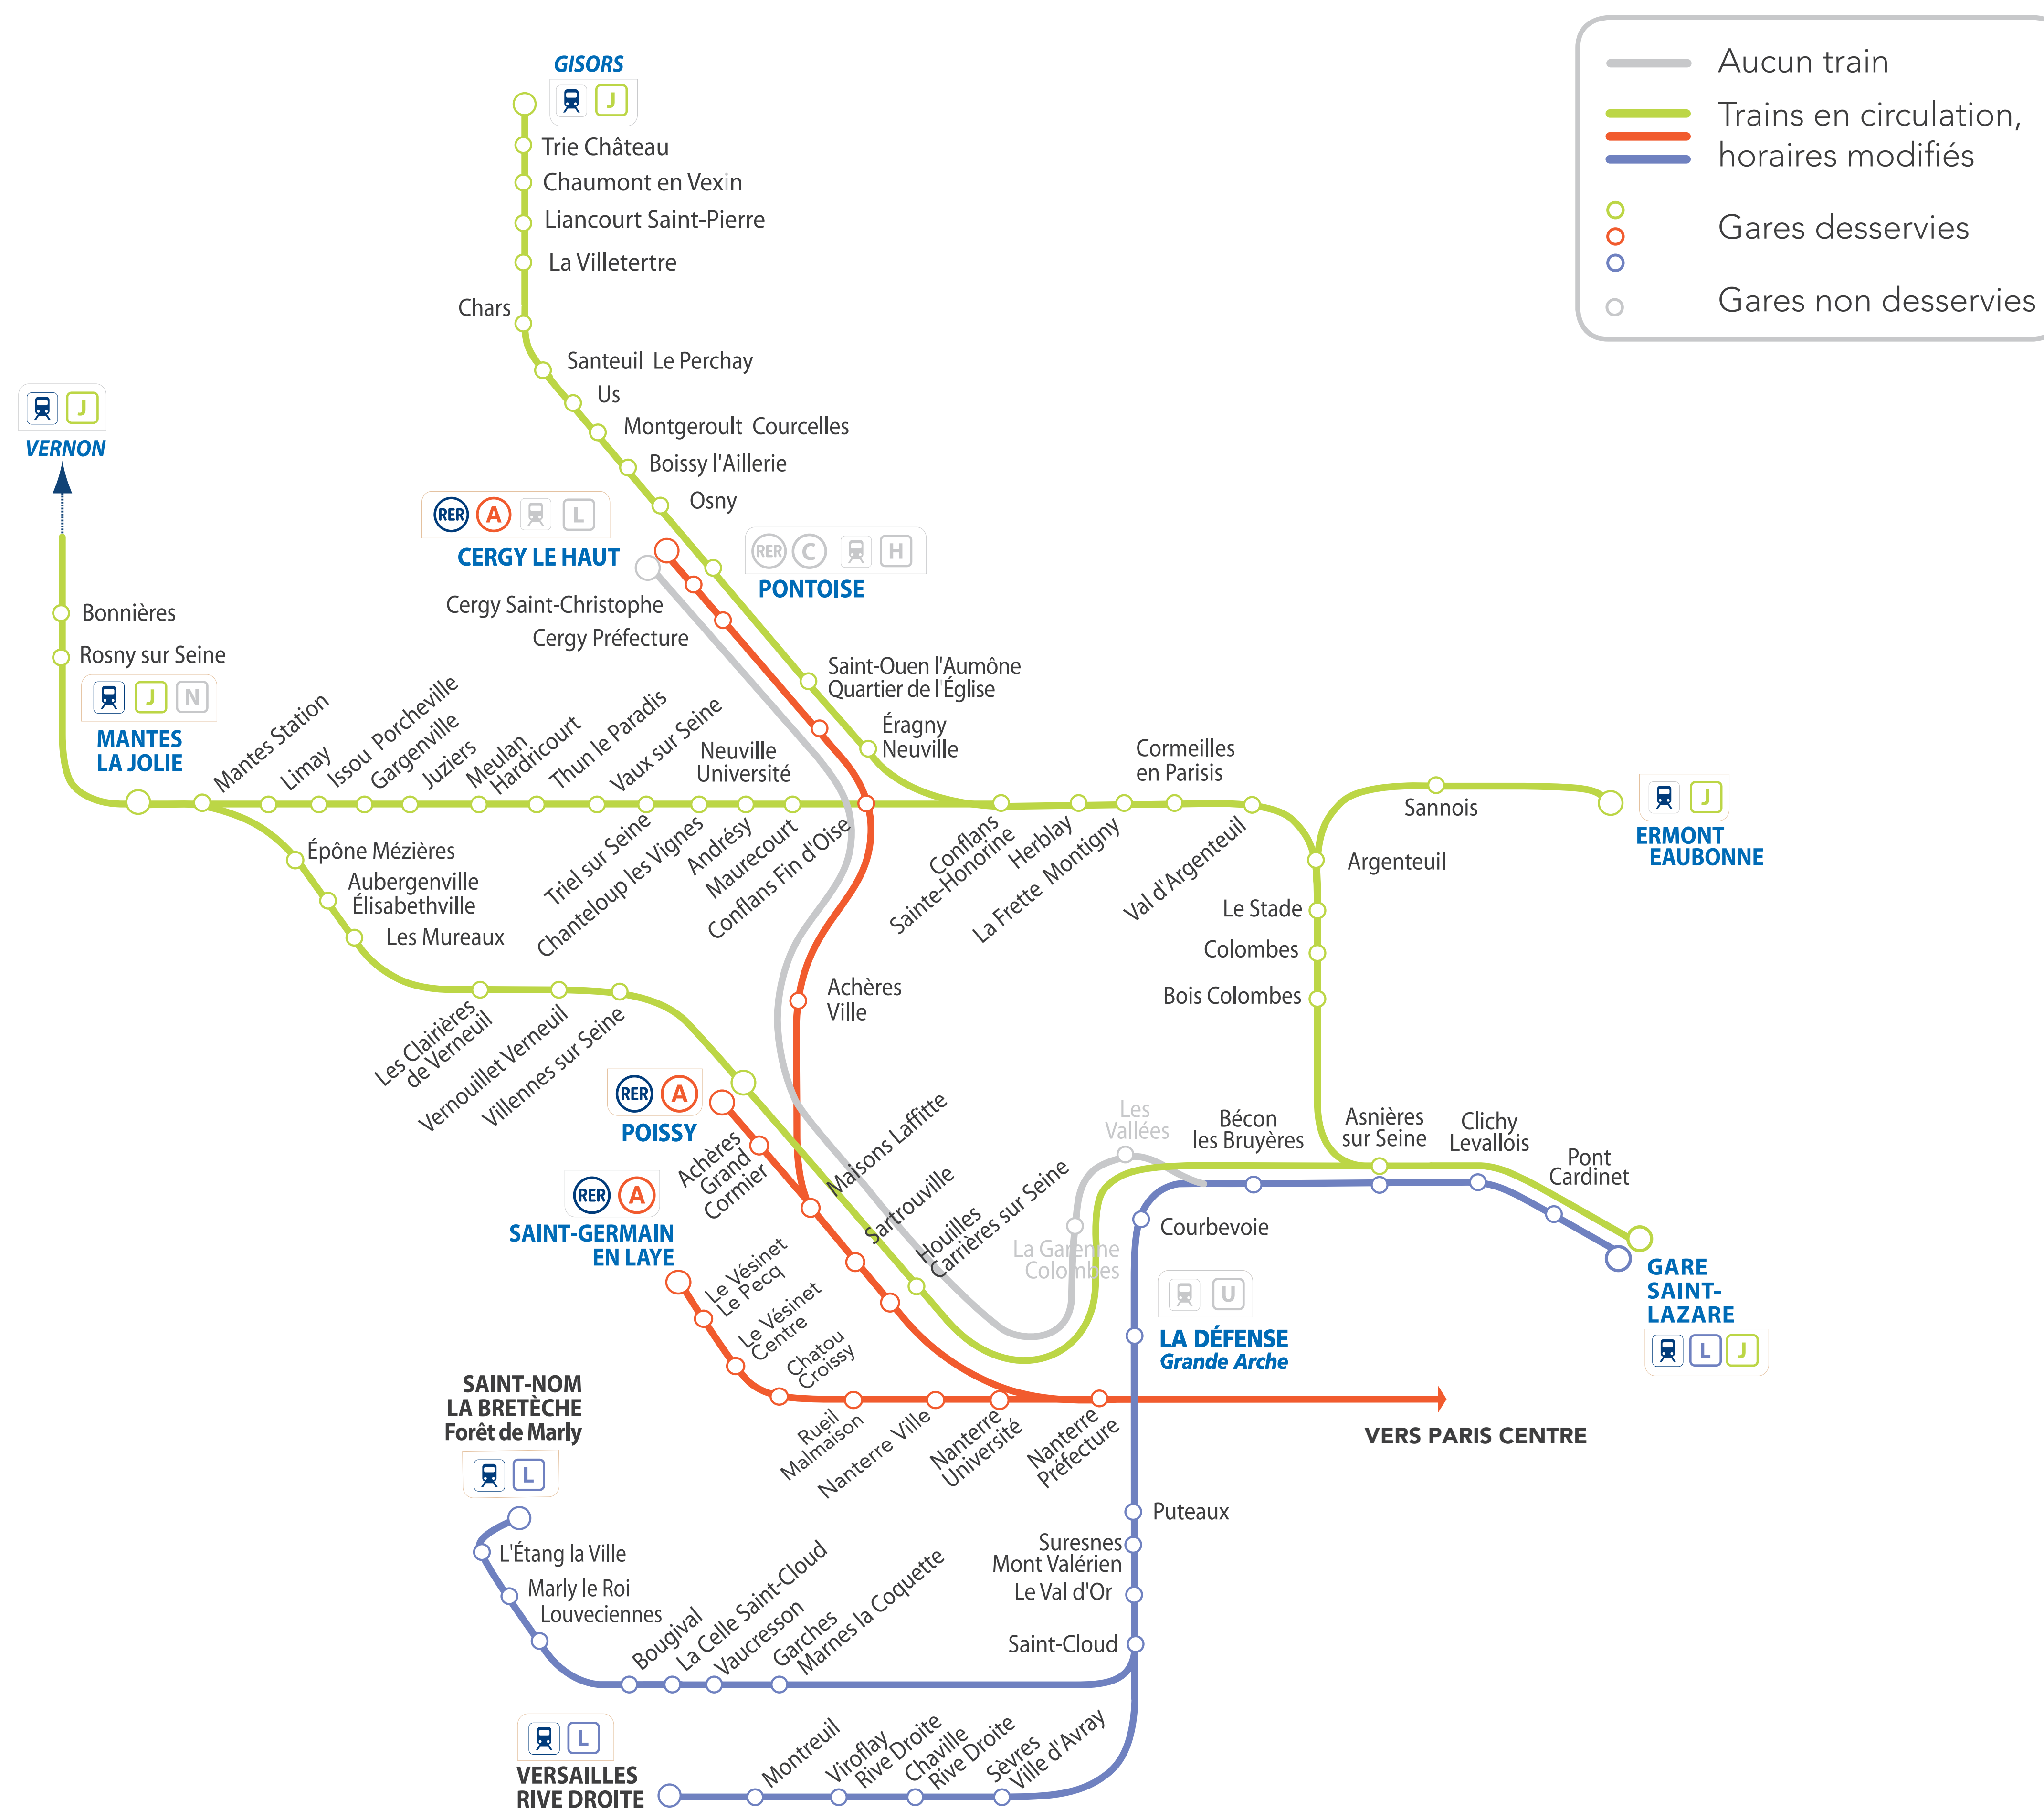 GISORS
J
Trie Château
Chaumont en Vexin
Liancourt Saint-Pierre
La Villetertre
Chars
Santeuil Le Perchay
Us
Montgeroult Courcelles
Boissy l'Aillerie
Osny
Aucun train
Trains en circulation,
horaires modifiés
Gares desservies
Gares non desservies
J
VERNON
RER A L
CERGY LE HAUT
RER C H
PONTOISE
Cergy Saint-Christophe
Cergy Préfecture
Bonnières
Rosny sur Seine
J N
MANTES
LA JOLIE
Saint-Ouen l'Aumône
Quartier de l'Église
Éragny
Neuville
Mantes Station
Limay
Issou Porcheville
Gargenville
Juziers
Meulan
Hardricourt
Thun le Paradis
Vaux sur Seine
Neuville
Université
Triel sur Seine
Chanteloup les Vignes
Andrésy
Maurecourt
Conflans Fin d'Oise
Conflans
Sainte-Honorine
Herblay
La Frette Montigny
Cormeilles
en Parisis
Val d'Argenteuil
Sannois
J
ERMONT
EAUBONNE
Argenteuil
Le Stade
Colombes
Bois Colombes
Épône Mézières
Aubergenville
Élisabethville
Les Mureaux
Les Clairières
de Verneuil
Vernouillet Verneuil
Villennes sur Seine
Achères
Ville
RER A
POISSY
Achères
Grand
Cormier
Maisons Laffitte
Sartrouville
Houilles
Carrières sur Seine
Les
Vallées
La Garenne
Colombes
Bécon
les Bruyères
Asnières
sur Seine
Clichy
Levallois
Pont
Cardinet
GARE
SAINT-
LAZARE
L J
Courbevoie
U
LA DÉFENSE
Grande Arche
RER A
SAINT-GERMAIN
EN LAYE
Le Vésinet
Le Pecq
Le Vésinet
Centre
Chatou
Croissy
Rueil
Malmaison
Nanterre Ville
Nanterre
Université
Nanterre
Préfecture
VERS PARIS CENTRE
SAINT-NOM
LA BRETÈCHE
Forêt de Marly
L
L'Étang la Ville
Marly le Roi
Louveciennes
Bougival
La Celle Saint-Cloud
Vaucresson
Garches
Marnes la Coquette
Puteaux
Suresnes
Mont Valérien
Le Val d'Or
Saint-Cloud
L
VERSAILLES
RIVE DROITE
Montreuil
Viroflay
Rive Droite
Chaville
Rive Droite
Sèvres
Ville d'Avray